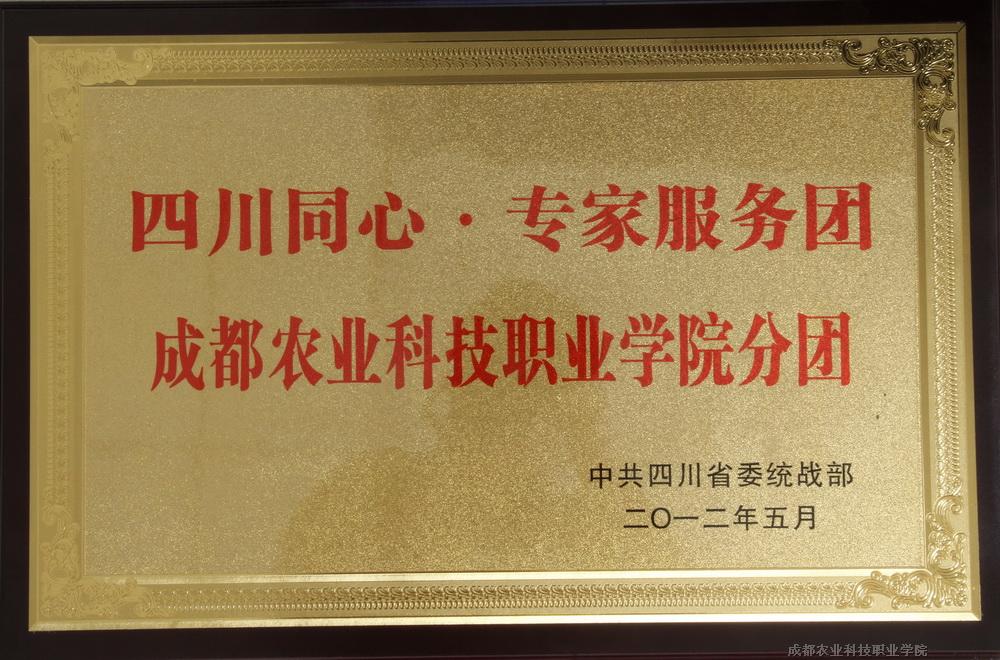 四川同心·专家服务团
成都农业科技职业学院分团
中共四川省委统战部
二〇一二年五月
成都农业科技职业学院